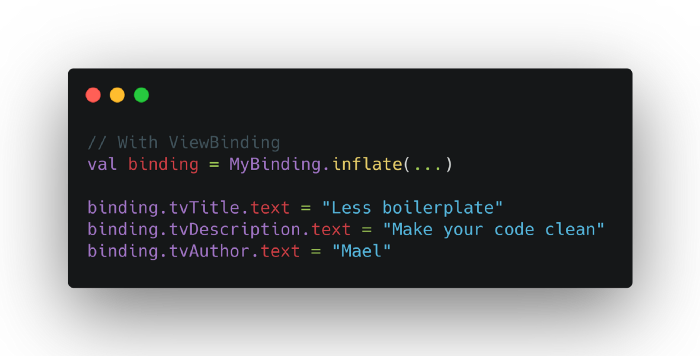 // With ViewBinding
val binding = MyBinding.inflate(...)
binding.tvTitle.text = "Less boilerplate"
binding.tvDescription.text = "Make your code clean"
binding.tvAuthor.text = "Mael"